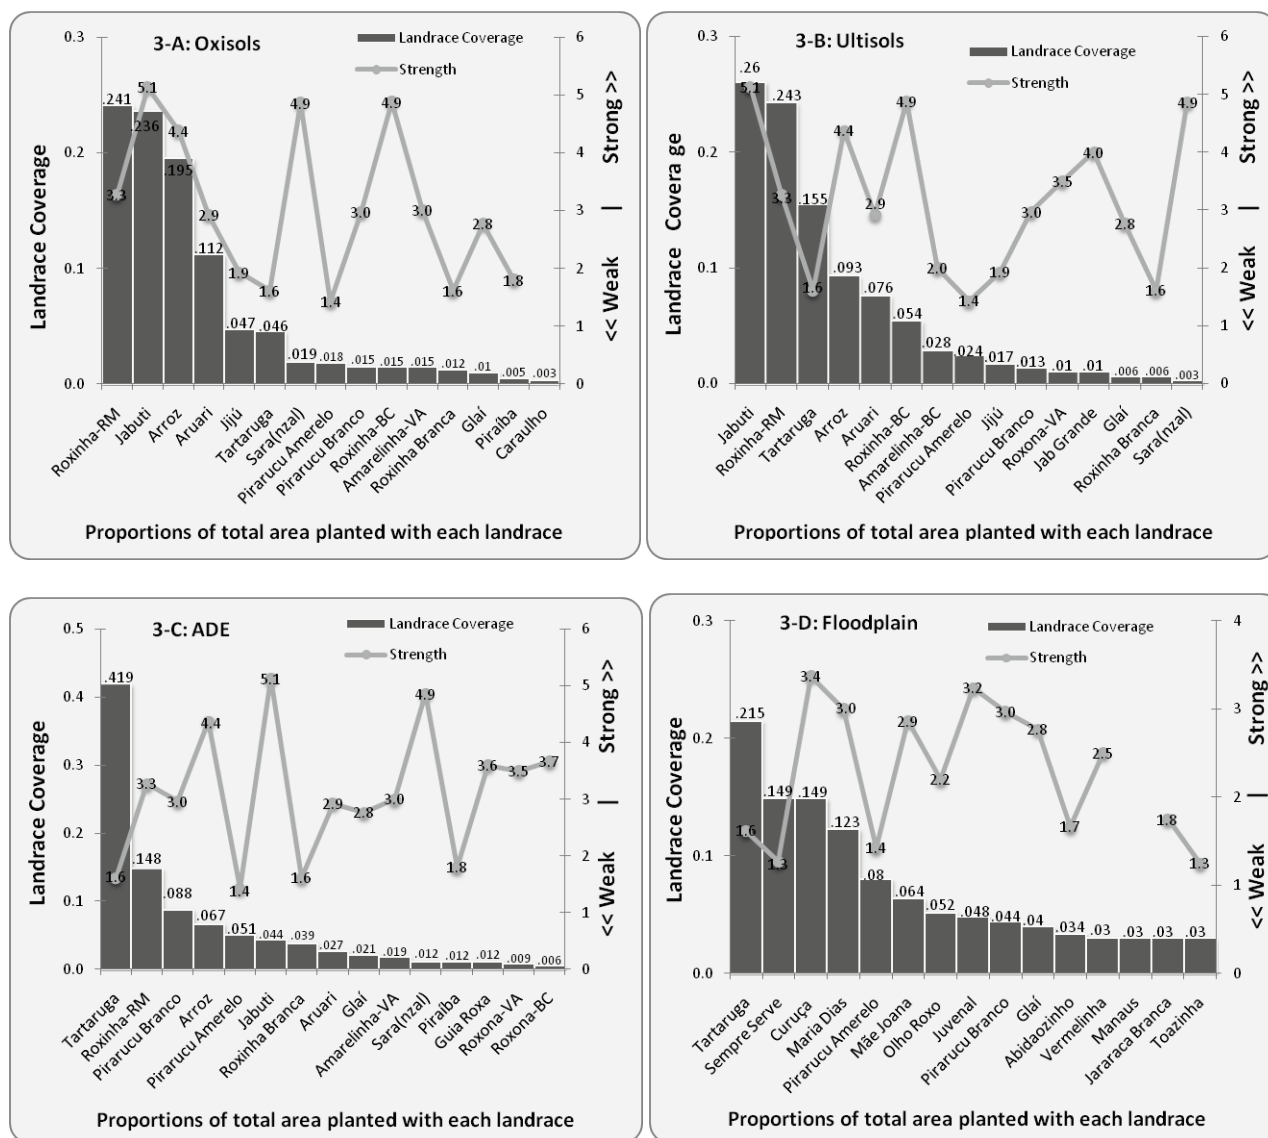 3-A: Oxisols
Landrace Coverage
Strength
Landrace Coverage
0.3
0.2
0.1
0.0
.241
.236
.195
.112
.047
.046
.019
.018
.015
.015
.015
.012
.01
.005
.003
3.3
5.1
4.4
2.9
1.9
1.6
4.9
1.4
3.0
4.9
3.0
1.6
2.8
1.8
6
5
4
3
2
1
0
<< Weak | Strong >>
Roxinha-RM
Jabuti
Arroz
Aruari
Jijú
Tartaruga
Sara(nzal)
Pirarucu Amerelo
Pirarucu Branco
Roxinha-BC
Amarelinha-VA
Roxinha Branca
Glaí
Piraíba
Caraulho
Proportions of total area planted with each landrace
3-B: Ultisols
Landrace Coverage
Strength
Landrace Covera ge
0.3
0.2
0.1
0.0
.26
.243
.155
.093
.076
.054
.028
.024
.017
.013
.01
.01
.006
.006
.003
5.1
3.3
1.6
4.4
2.9
4.9
2.0
1.4
1.9
3.0
3.5
4.0
2.8
1.6
4.9
6
5
4
3
2
1
0
<< Weak | Strong >>
Jabuti
Roxinha-RM
Tartaruga
Arroz
Aruari
Roxinha-BC
Amarelinha-BC
Pirarucu Amerelo
Jijú
Pirarucu Branco
Roxona-VA
Jab Grande
Glaí
Roxinha Branca
Sara(nzal)
Proportions of total area planted with each landrace
3-C: ADE
Landrace Coverage
Strength
Landrace Coverage
0.5
0.4
0.3
0.2
0.1
0.0
.419
.148
.088
.067
.051
.044
.039
.027
.021
.019
.012
.012
.012
.009
.006
1.6
3.3
3.0
4.4
1.4
5.1
1.6
2.9
2.8
3.0
4.9
1.8
3.6
3.5
3.7
6
5
4
3
2
1
0
<< Weak | Strong >>
Tartaruga
Roxinha-RM
Pirarucu Branco
Arroz
Pirarucu Amerelo
Jabuti
Roxinha Branca
Aruari
Glaí
Amarelinha-VA
Sara(nzal)
Piraíba
Guia Roxa
Roxona-VA
Roxona-BC
Proportions of total area planted with each landrace
3-D: Floodplain
Landrace Coverage
Strength
Landrace Coverage
0.3
0.2
0.1
0.0
.215
.149
.149
.123
.08
.064
.052
.048
.044
.04
.034
.03
.03
.03
.03
1.6
1.3
3.4
3.0
1.4
2.9
2.2
3.2
3.0
2.8
1.7
2.5
1.8
1.3
4
3
2
1
0
<< Weak | Strong >>
Tartaruga
Sempre Serve
Curuça
Maria Dias
Pirarucu Amerelo
Mãe Joana
Olho Roxo
Juvenal
Pirarucu Branco
Glaí
Abidaozinho
Vermelinha
Manaus
Jararaca Branca
Toazinha
Proportions of total area planted with each landrace